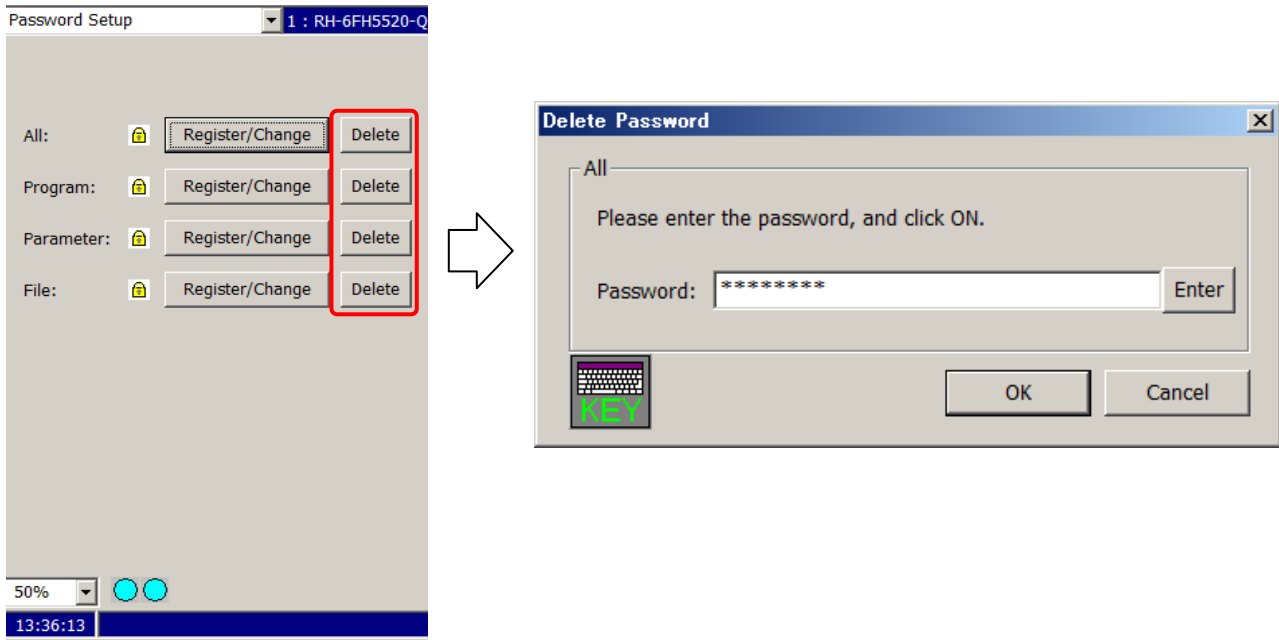 Password Setup
1 : RH-6FH5520-Q
All:
Register/Change
Delete
Program:
Register/Change
Delete
Parameter:
Register/Change
Delete
File:
Register/Change
Delete
50%
13:36:13
Delete Password
All
Please enter the password, and click ON.
Password:
********
Enter
KEY
OK
Cancel